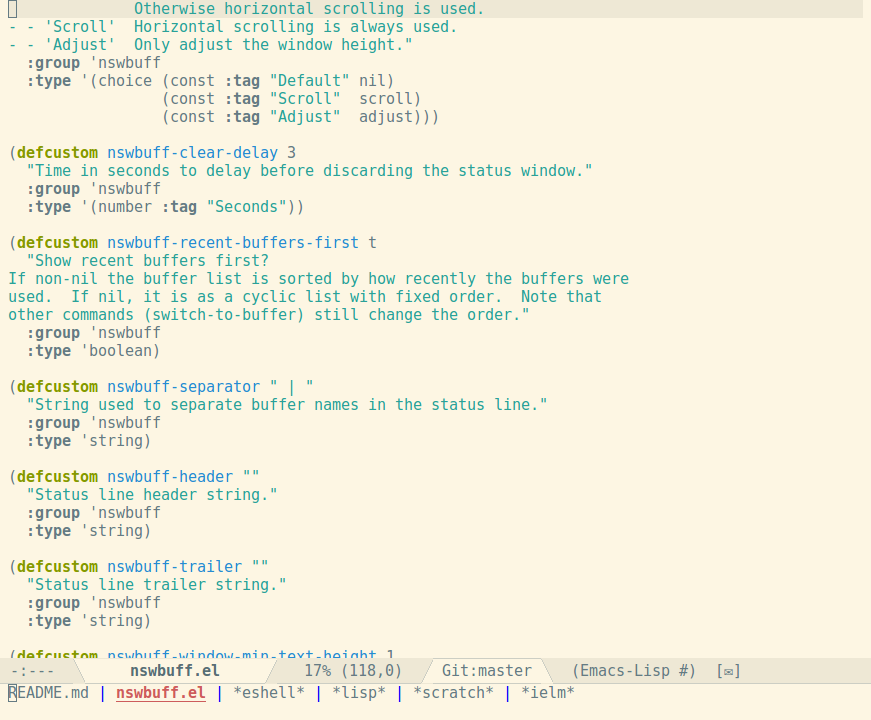 Otherwise horizontal scrolling is used.
- - 'Scroll'  Horizontal scrolling is always used.
- - 'Adjust'  Only adjust the window height."
  :group 'nswbuff
  :type '(choice (const :tag "Default" nil)
                 (const :tag "Scroll"  scroll)
                 (const :tag "Adjust"  adjust)))
(defcustom nswbuff-clear-delay 3
  "Time in seconds to delay before discarding the status window."
  :group 'nswbuff
  :type '(number :tag "Seconds"))
(defcustom nswbuff-recent-buffers-first t
  "Show recent buffers first?
If non-nil the buffer list is sorted by how recently the buffers were
used.  If nil, it is as a cyclic list with fixed order.  Note that
other commands (switch-to-buffer) still change the order."
  :group 'nswbuff
  :type 'boolean)
(defcustom nswbuff-separator " | "
  "String used to separate buffer names in the status line."
  :group 'nswbuff
  :type 'string)
(defcustom nswbuff-header ""
  "Status line header string."
  :group 'nswbuff
  :type 'string)
(defcustom nswbuff-trailer ""
  "Status line trailer string."
  :group 'nswbuff
  :type 'string)
(defcustom nswbuff-window-min-text-height 1
-:---  nswbuff.el  17% (118,0)  Git:master  (Emacs-Lisp #)  [✉]
README.md | nswbuff.el | *eshell* | *lisp* | *scratch* | *ielm*